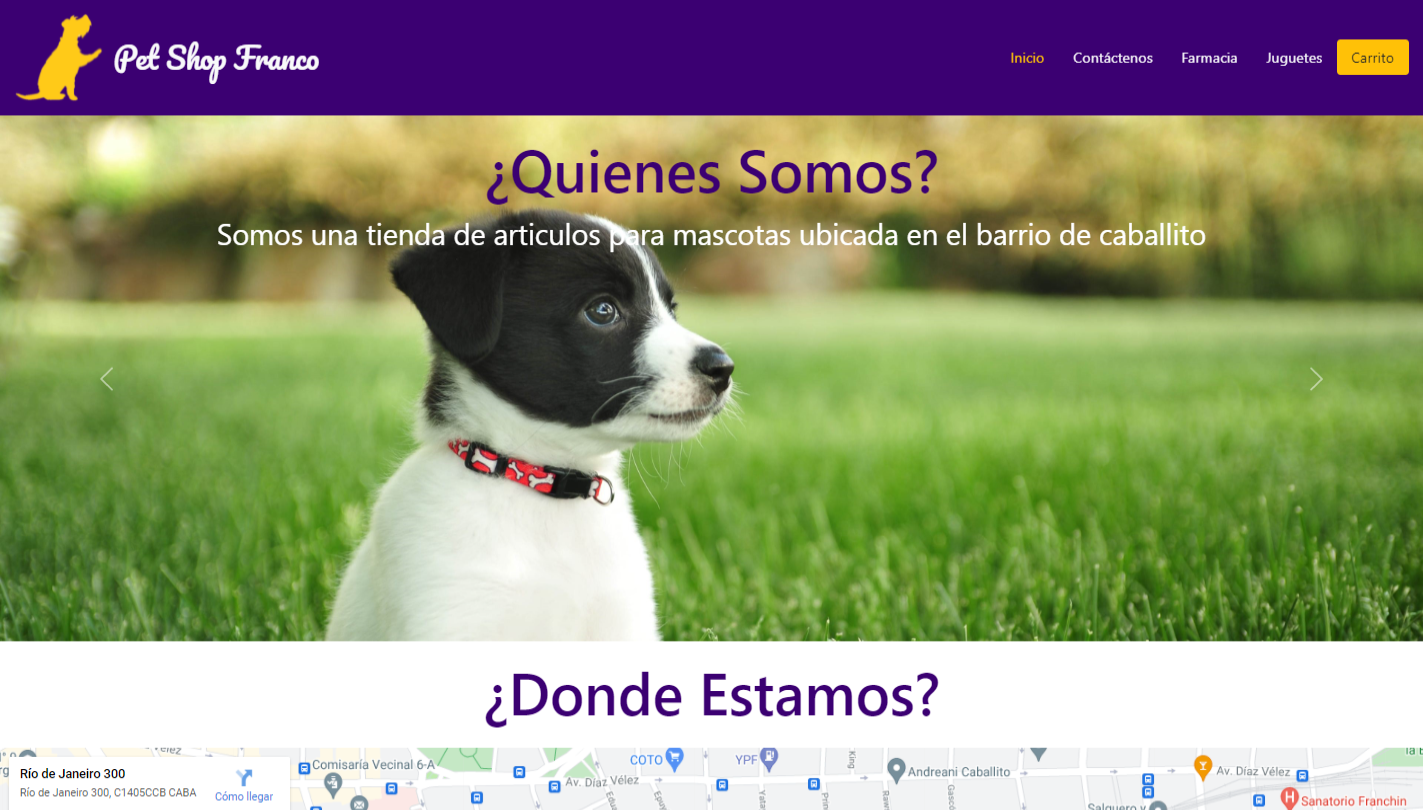 Pet Shop Franco
Inicio
Contáctenos
Farmacia
Juguetes
Carrito
¿Quienes Somos?
Somos una tienda de articulos para mascotas ubicada en el barrio de caballito
¿Donde Estamos?
Río de Janeiro 300
Río de Janeiro 300, C1405CCB CABA
Cómo llegar
Comisaría Vecinal 6-A
COTO
YPF
Av. Díaz Vélez
Andreani Caballito
Av. Díaz Vélez
King
Sanatorio Franchin